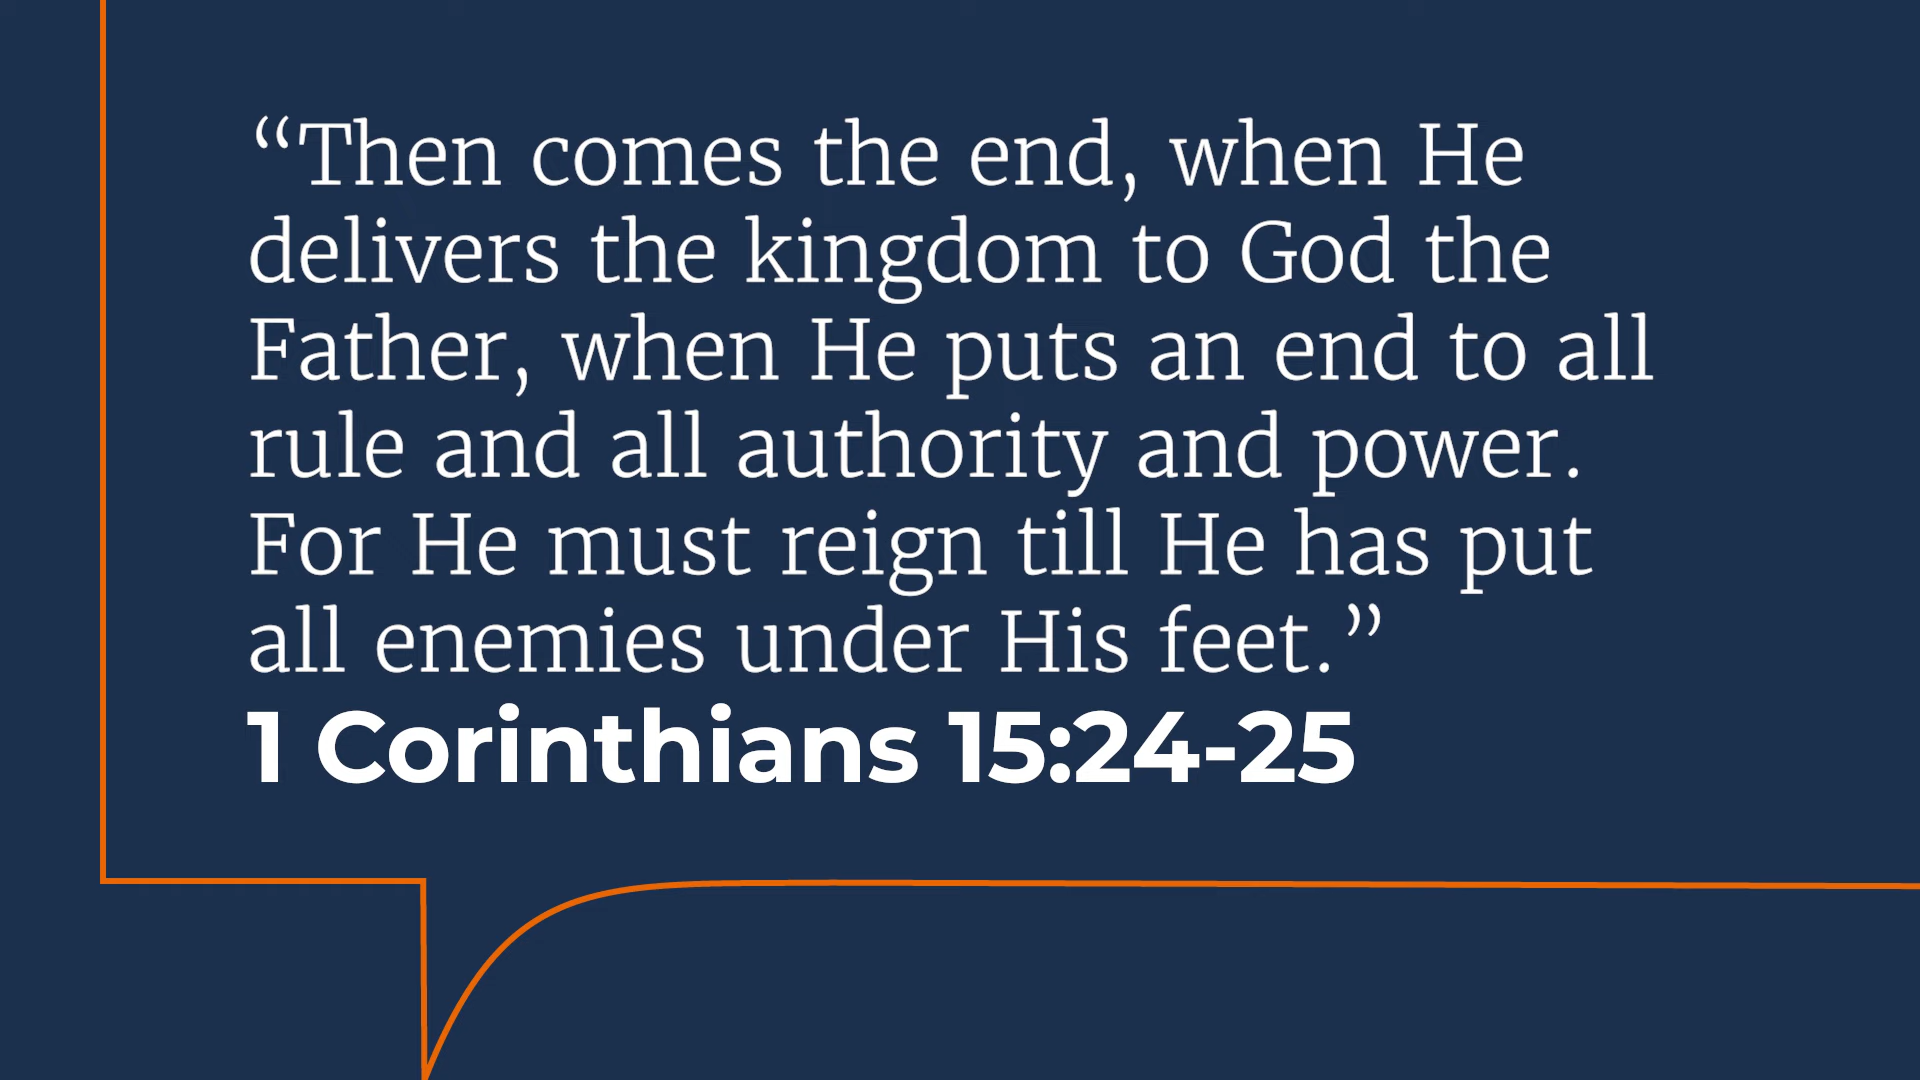 “Then comes the end, when He
delivers the kingdom to God the
Father, when He puts an end to all
rule and all authority and power.
For He must reign till He has put
all enemies under His feet.”
1 Corinthians 15:24-25